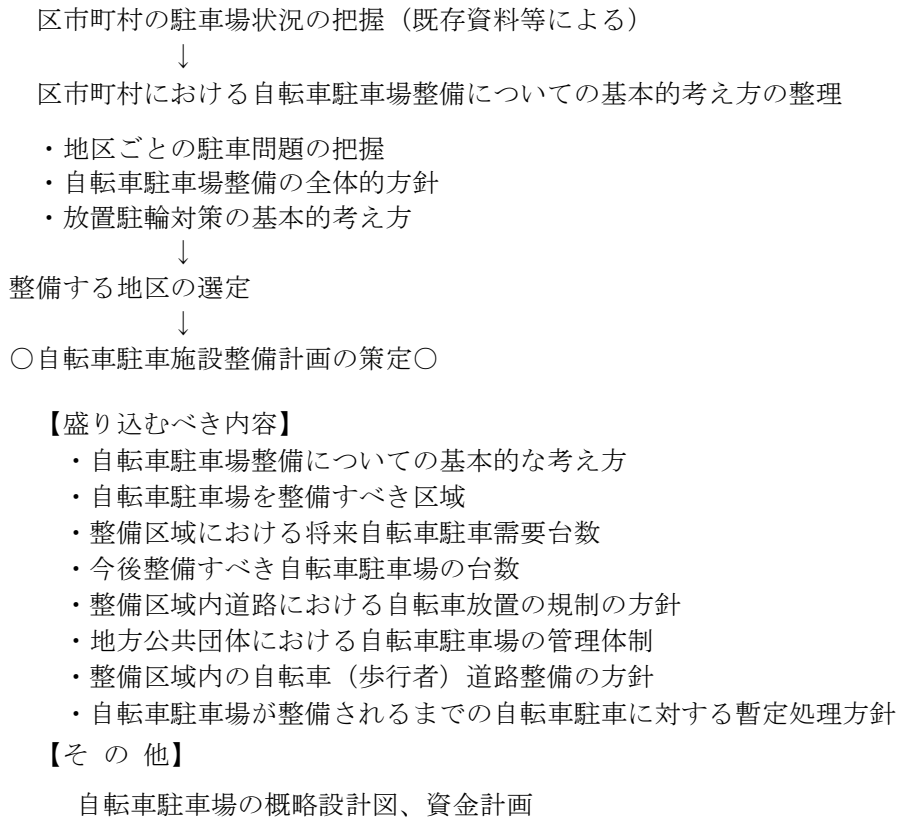 区市町村の駐車場状況の把握（既存資料等による）
↓
区市町村における自転車駐車場整備についての基本的考え方の整理
・地区ごとの駐車問題の把握
・自転車駐車場整備の全体的方針
・放置駐輪対策の基本的考え方
↓
整備する地区の選定
↓
○自転車駐車施設整備計画の策定○
【盛り込むべき内容】
・自転車駐車場整備についての基本的な考え方
・自転車駐車場を整備すべき区域
・整備区域における将来自転車駐車需要台数
・今後整備すべき自転車駐車場の台数
・整備区域内道路における自転車放置の規制の方針
・地方公共団体における自転車駐車場の管理体制
・整備区域内の自転車（歩行者）道路整備の方針
・自転車駐車場が整備されるまでの自転車駐車に対する暫定処理方針
【そ の 他】
自転車駐車場の概略設計図、資金計画